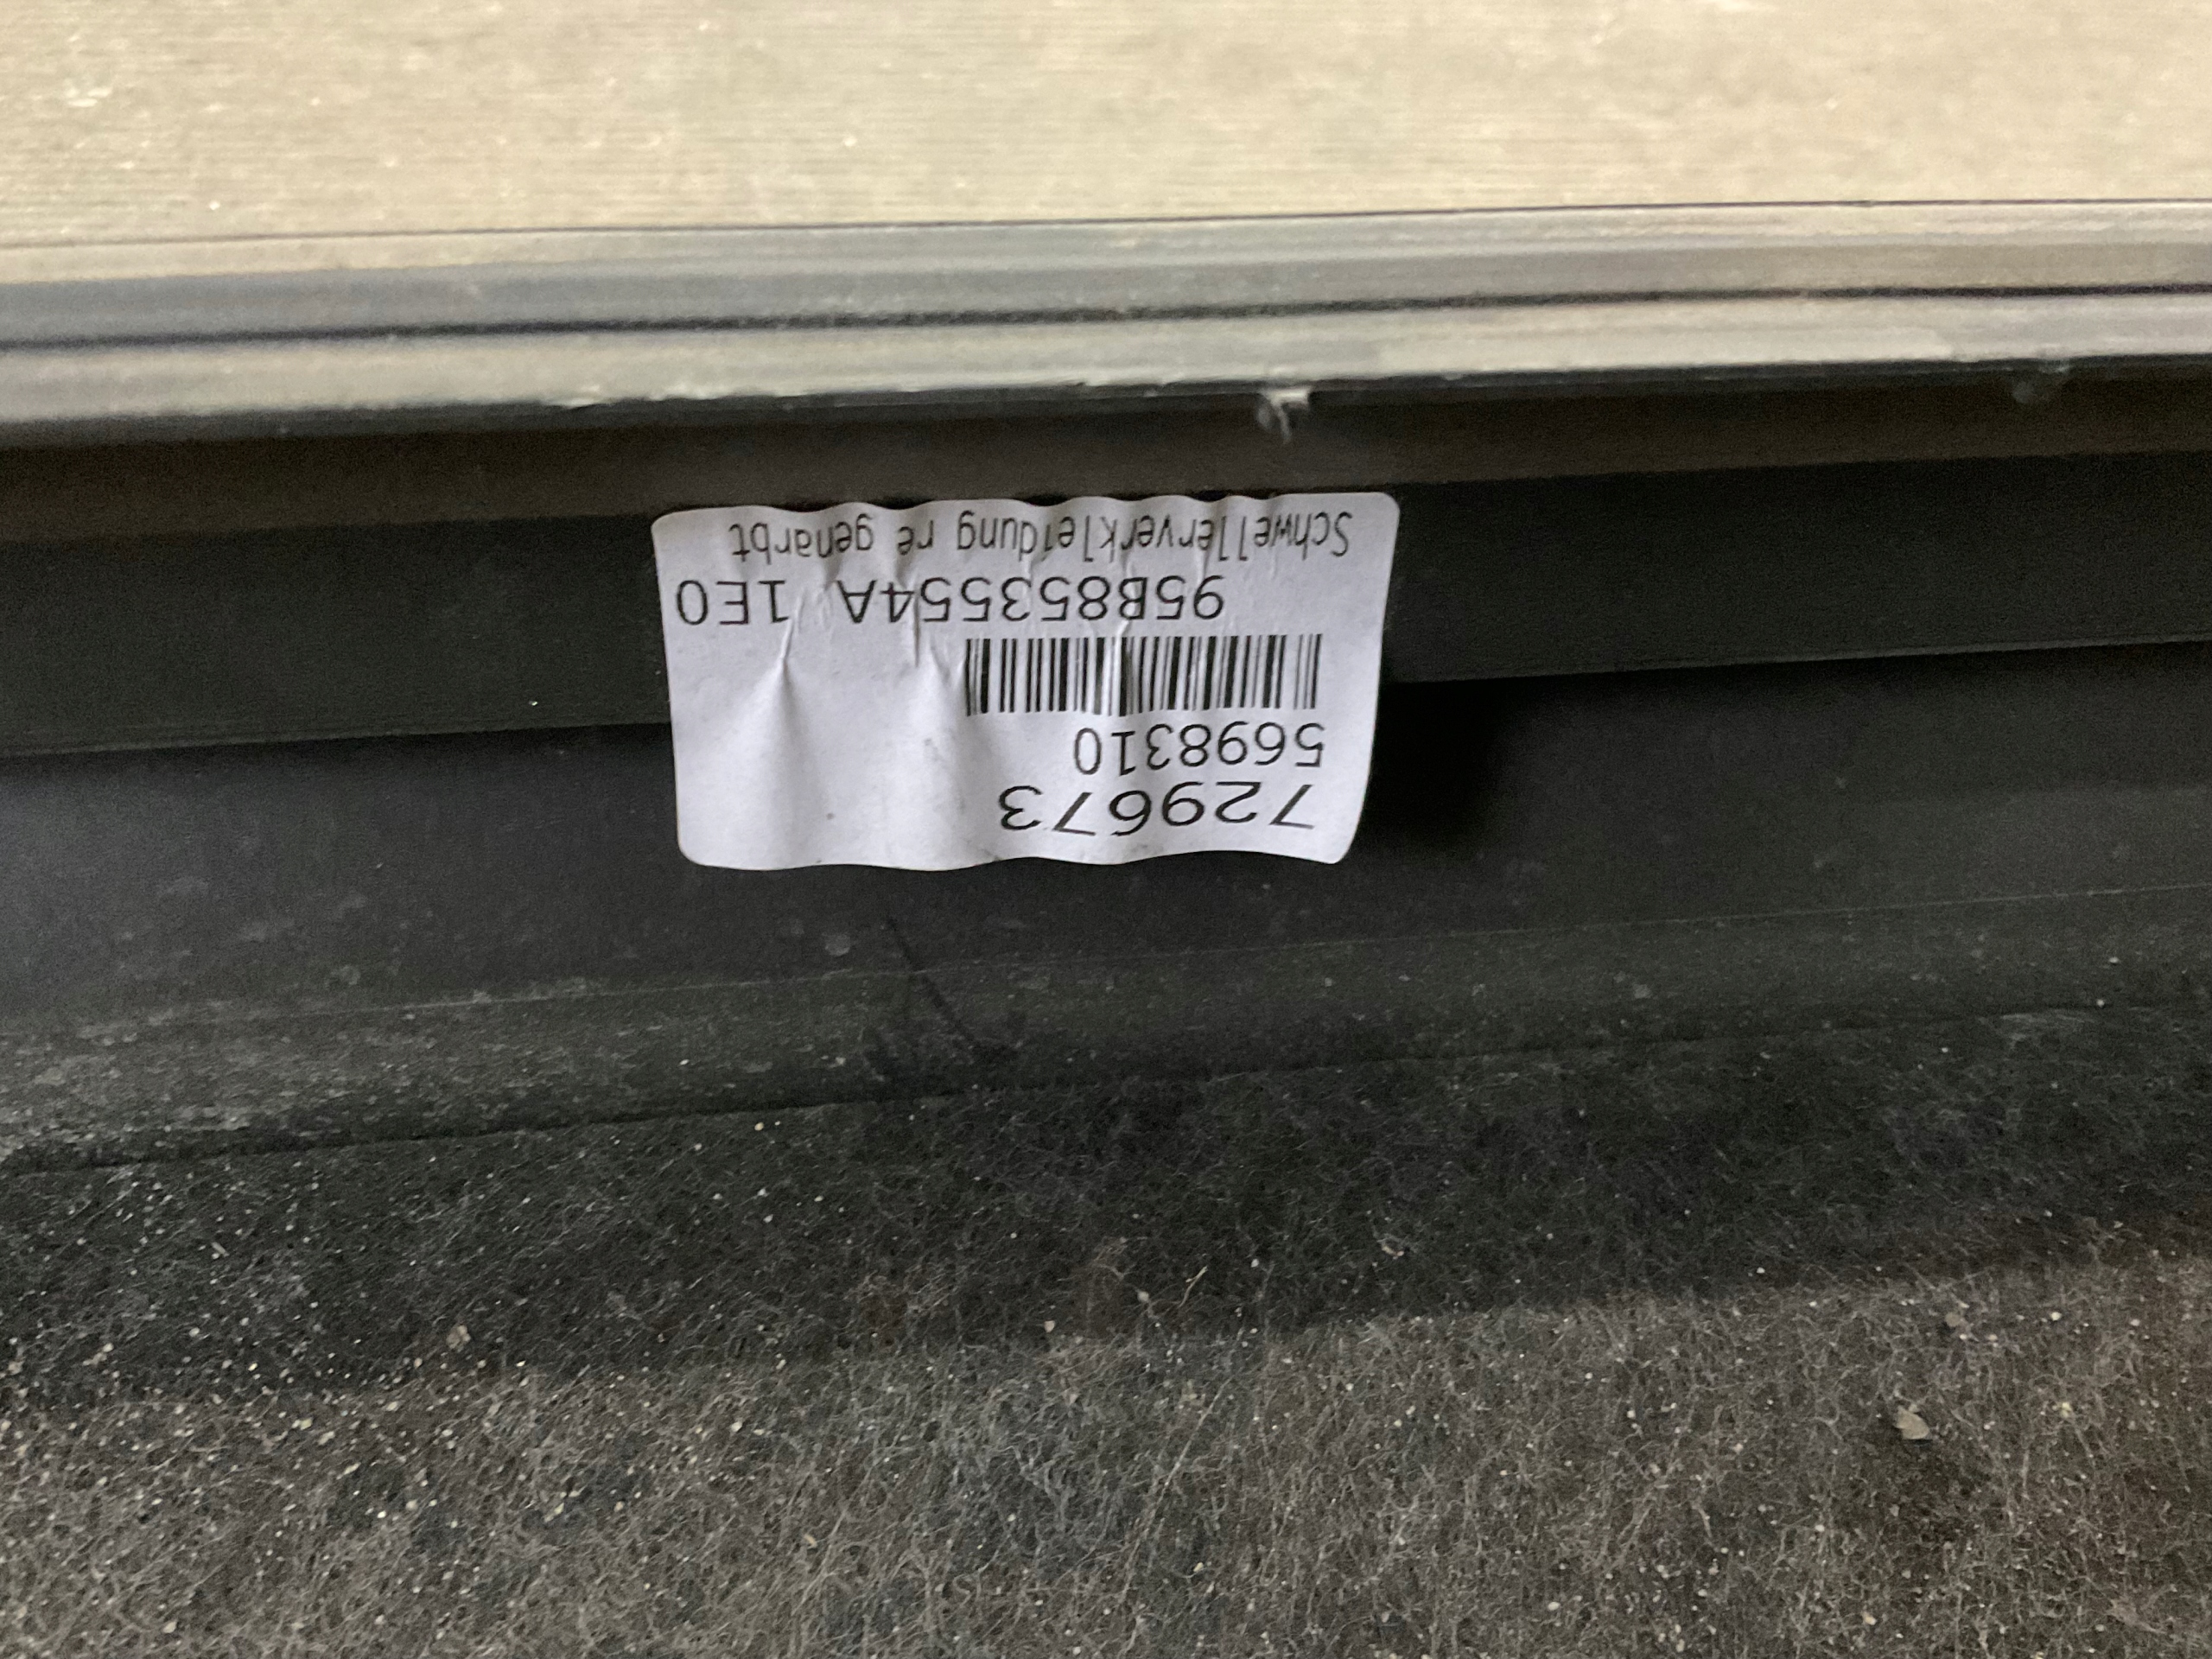 729673
5698310
95B853554A 1E0
Schwellerverkleidung re genarbt